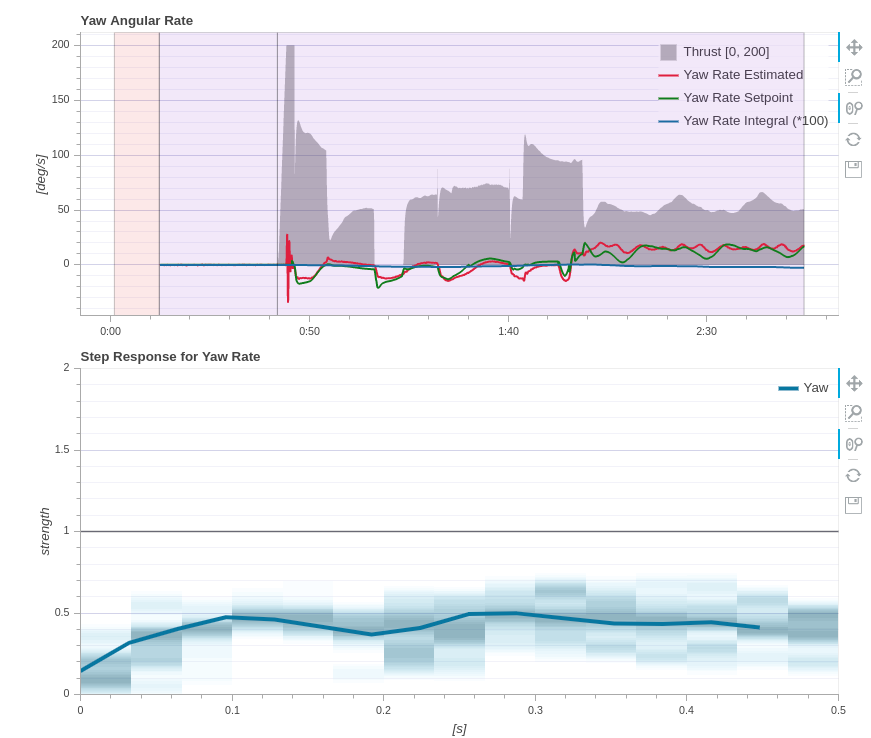 Yaw Angular Rate
200
150
100
50
0
[deg/s]
Thrust [0, 200]
Yaw Rate Estimated
Yaw Rate Setpoint
Yaw Rate Integral (*100)
0:00 0:50 1:40 2:30
Step Response for Yaw Rate
2
1.5
1
0.5
0
strength
Yaw
0 0.1 0.2 0.3 0.4 0.5
[s]